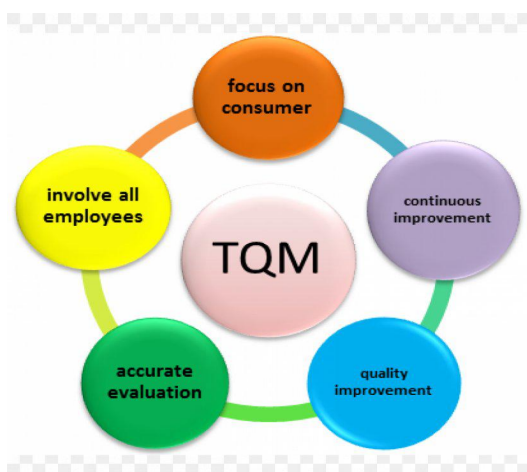 focus on
consumer
continuous
improvement
quality
improvement
accurate
evaluation
involve all
employees
TQM